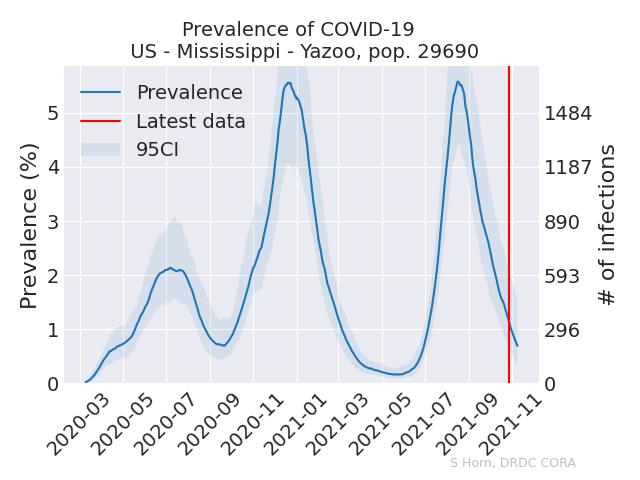 Prevalence of COVID-19
US - Mississippi - Yazoo, pop. 29690
Prevalence
Latest data
95CI
Prevalence (%)
5
4
3
2
1
0
1484
1187
890
593
296
0
# of infections
2020-03
2020-05
2020-07
2020-09
2020-11
2021-01
2021-03
2021-05
2021-07
2021-09
2021-11
S Horn, DRDC CORA